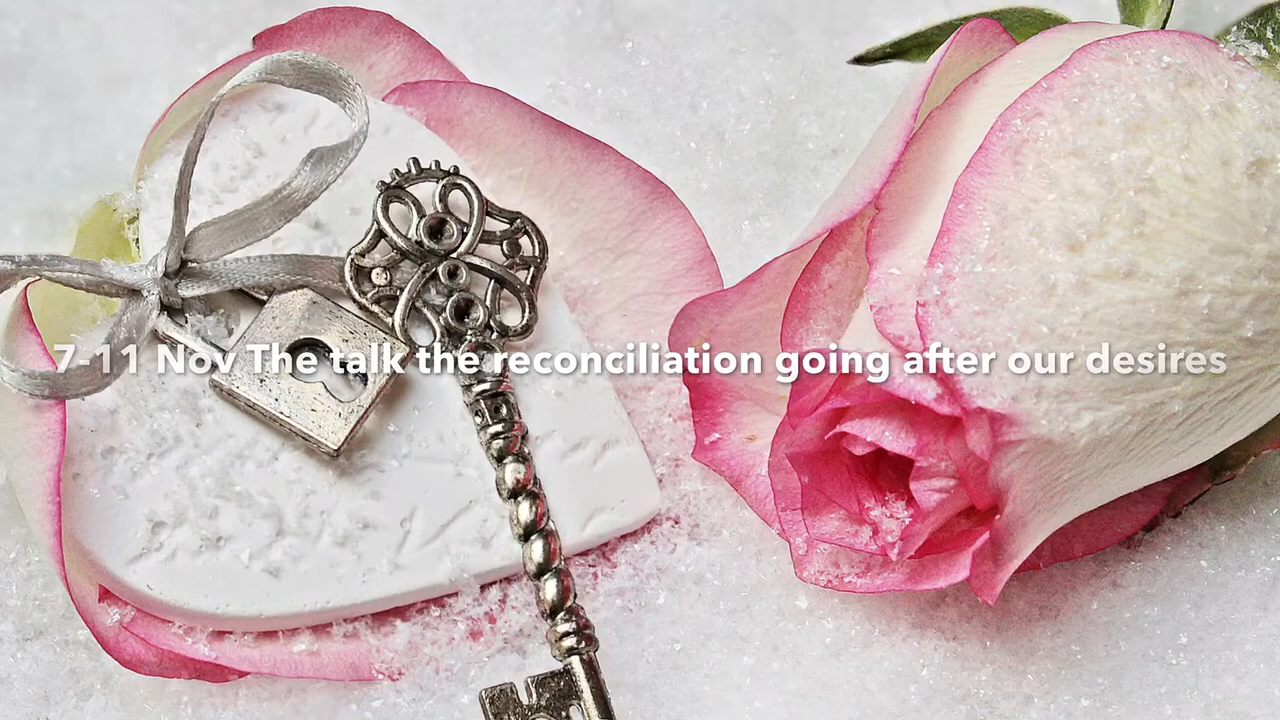 7-11 Nov The talk the reconciliation going after our desires